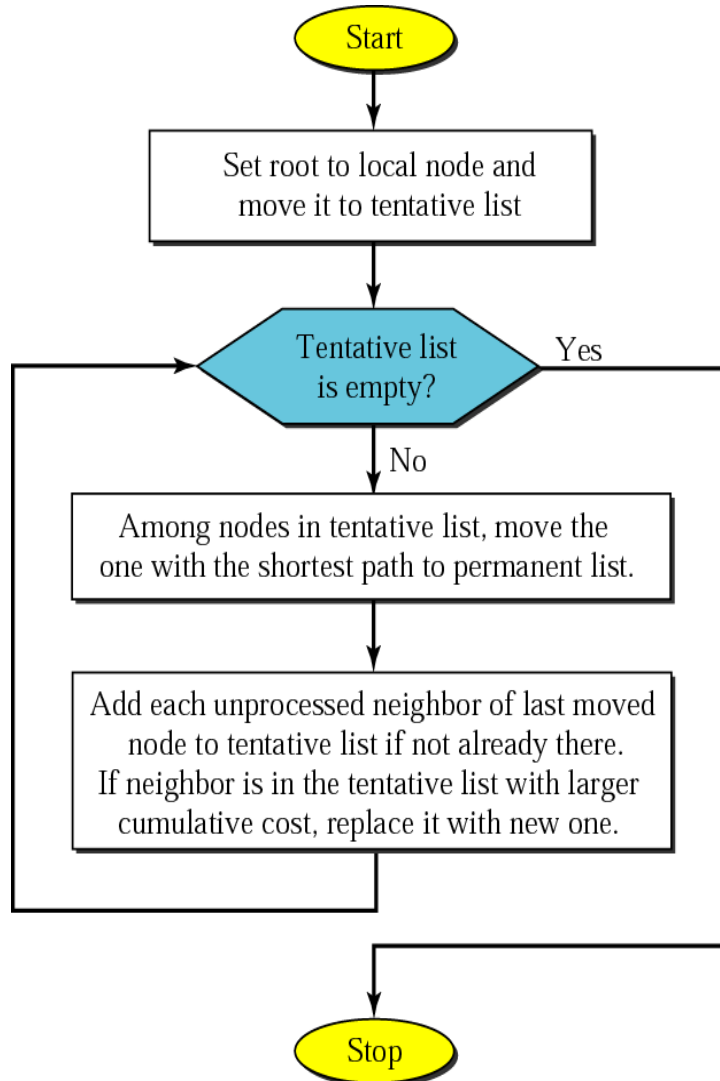 Start
Set root to local node and
move it to tentative list
Tentative list
is empty?
Yes
No
Among nodes in tentative list, move the
one with the shortest path to permanent list.
Add each unprocessed neighbor of last moved
node to tentative list if not already there.
If neighbor is in the tentative list with larger
cumulative cost, replace it with new one.
Stop